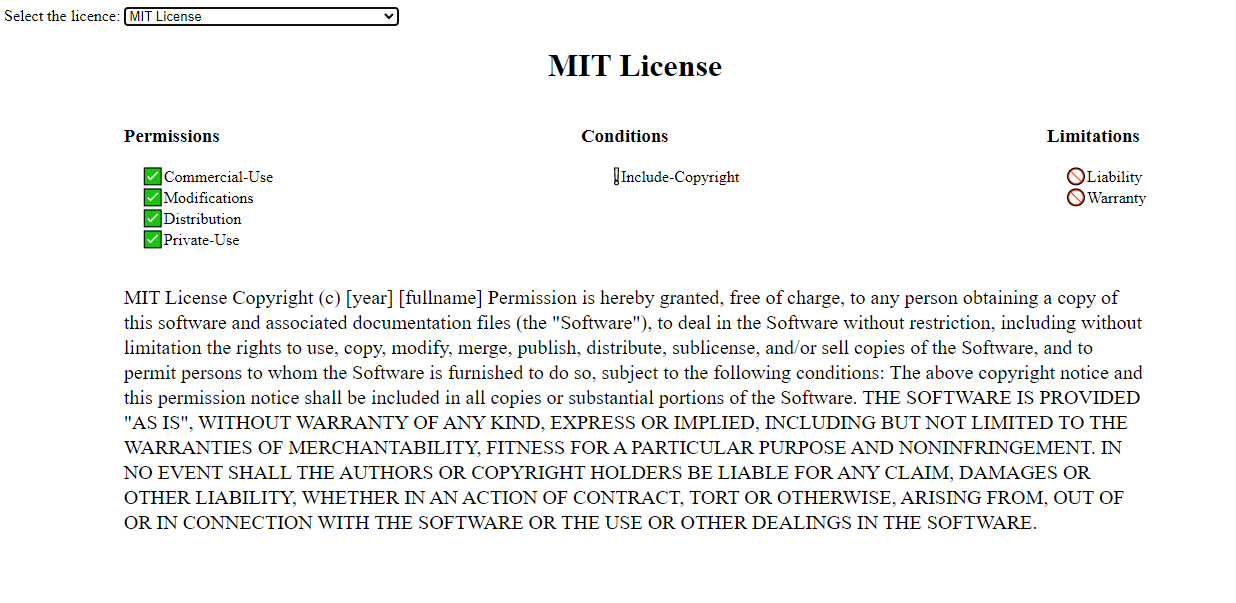 Select the licence: MIT License
MIT License
Permissions
Commercial-Use
Modifications
Distribution
Private-Use
Conditions
Include-Copyright
Limitations
Liability
Warranty
MIT License Copyright (c) [year] [fullname] Permission is hereby granted, free of charge, to any person obtaining a copy of
this software and associated documentation files (the "Software"), to deal in the Software without restriction, including without
limitation the rights to use, copy, modify, merge, publish, distribute, sublicense, and/or sell copies of the Software, and to
permit persons to whom the Software is furnished to do so, subject to the following conditions: The above copyright notice and
this permission notice shall be included in all copies or substantial portions of the Software. THE SOFTWARE IS PROVIDED
"AS IS", WITHOUT WARRANTY OF ANY KIND, EXPRESS OR IMPLIED, INCLUDING BUT NOT LIMITED TO THE
WARRANTIES OF MERCHANTABILITY, FITNESS FOR A PARTICULAR PURPOSE AND NONINFRINGEMENT. IN
NO EVENT SHALL THE AUTHORS OR COPYRIGHT HOLDERS BE LIABLE FOR ANY CLAIM, DAMAGES OR
OTHER LIABILITY, WHETHER IN AN ACTION OF CONTRACT, TORT OR OTHERWISE, ARISING FROM, OUT OF
OR IN CONNECTION WITH THE SOFTWARE OR THE USE OR OTHER DEALINGS IN THE SOFTWARE.